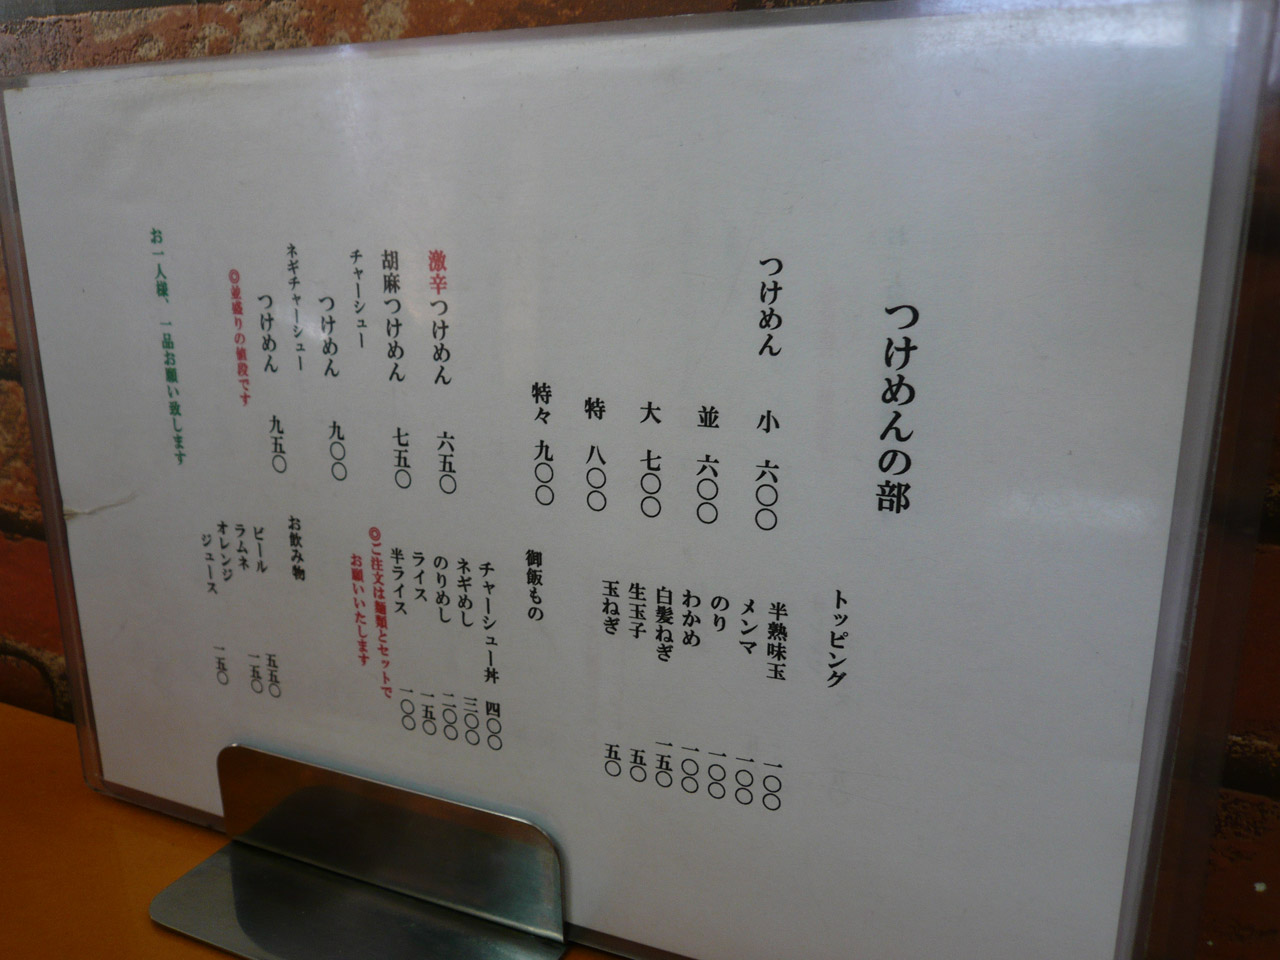 つけめんの部
つけめん 小 六〇〇
並 六〇〇
大 七〇〇
特 八〇〇
特々 九〇〇
激辛つけめん 六五〇
胡麻つけめん 七五〇
チャーシュー
つけめん 九〇〇
ネギチャーシュー
つけめん 九五〇
◎並盛りの値段です
お一人様、一品お願い致します
トッピング
半熟味玉 一〇〇
メンマ 一〇〇
のり 一〇〇
わかめ 一〇〇
白髪ねぎ 一五〇
生玉子 五〇
玉ねぎ 五〇
御飯もの
チャーシュー丼 四〇〇
ネギめし 三〇〇
のりめし 二〇〇
ライス 一五〇
半ライス 一〇〇
◎ご注文は麺類とセットで
お願いいたします
お飲み物
ビール 五五〇
ラムネ 一五〇
オレンジ
ジュース 一五〇